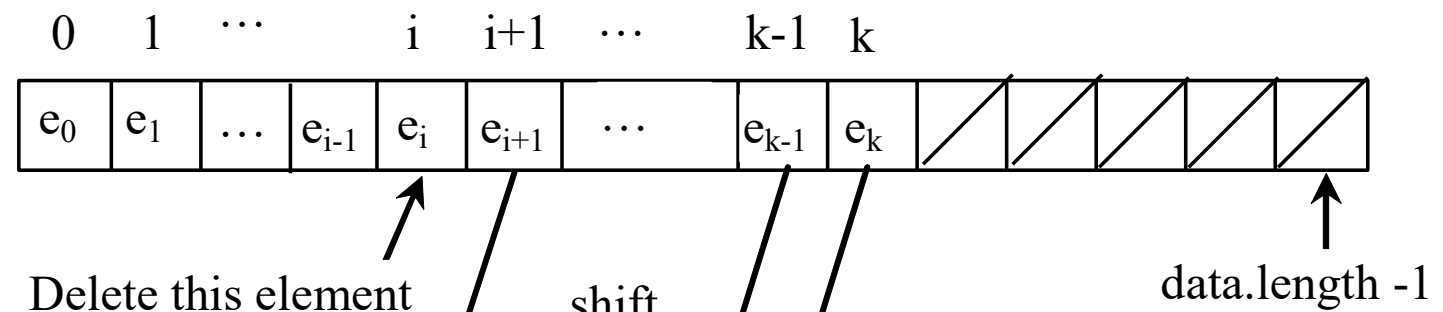 0 1 ⋯ i i+1 ⋯ k-1 k
e₀ e₁ … eᵢ₋₁ eᵢ eᵢ₊₁ ⋯ eₖ₋₁ eₖ
Delete this element shift data.length -1